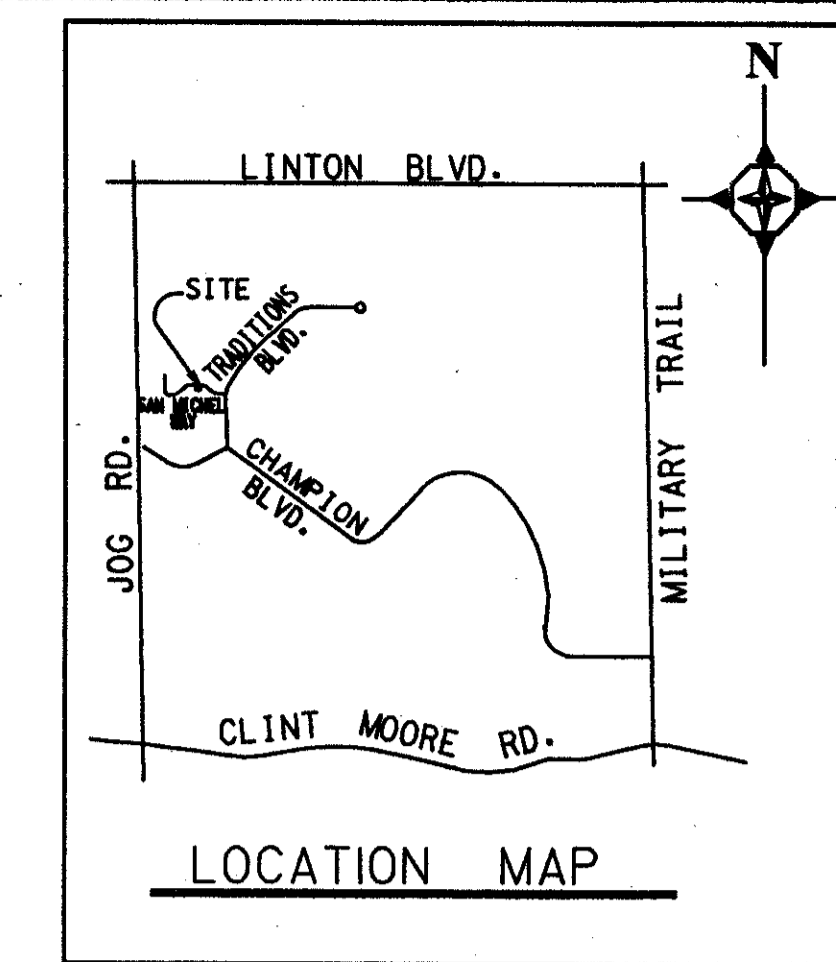 N
LINTON BLVD.
SITE
TRADITIONS
BLVD.
SAN MICHEL
WAY
CHAMPION
BLVD.
JOG RD.
MILITARY TRAIL
CLINT MOORE RD.
LOCATION MAP